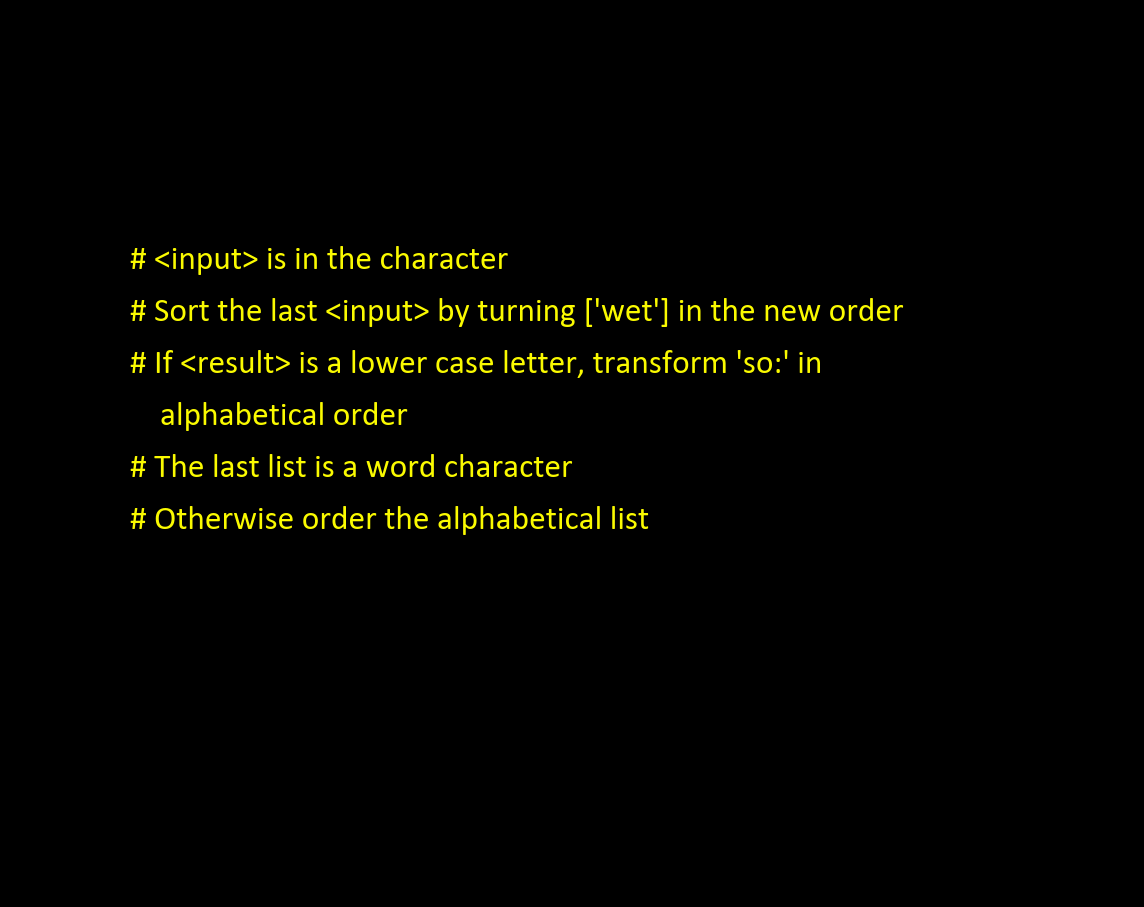 # <input> is in the character
# Sort the last <input> by turning ['wet'] in the new order
# If <result> is a lower case letter, transform 'so:' in
alphabetical order
# The last list is a word character
# Otherwise order the alphabetical list